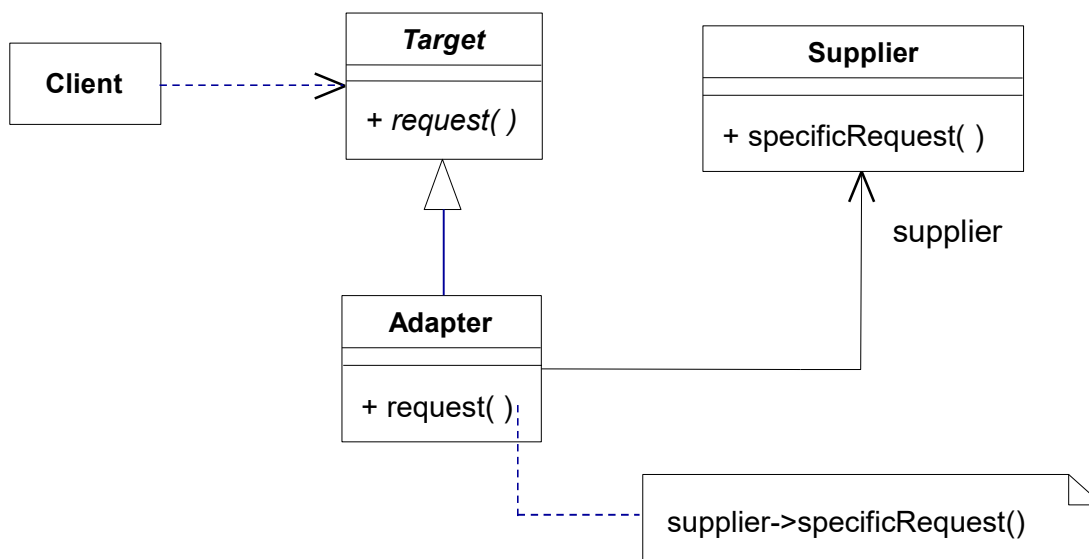 Client
Target
+ request( )
Supplier
+ specificRequest( )
supplier
Adapter
+ request( )
supplier->specificRequest()